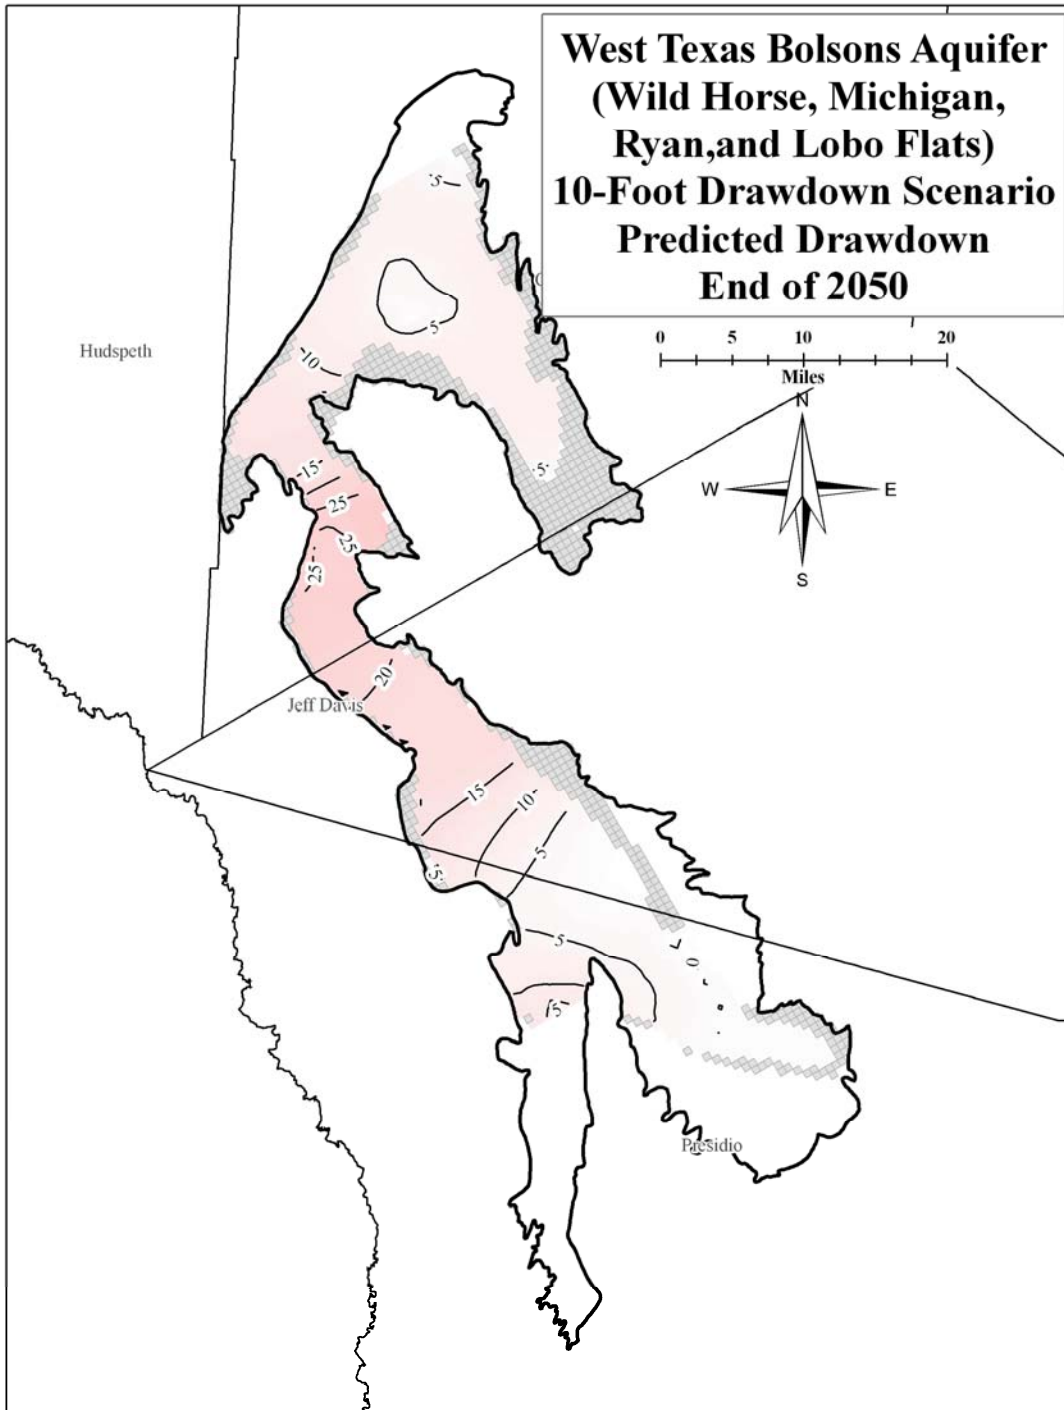 West Texas Bolsons Aquifer
(Wild Horse, Michigan,
Ryan,and Lobo Flats)
10-Foot Drawdown Scenario
Predicted Drawdown
End of 2050
5
0 5 10 20
Miles
5
Hudspeth
10
N
5
15
W E
25
25
25
S
20
Jeff Davis
15
10
5
5
5
0
5
Presidio